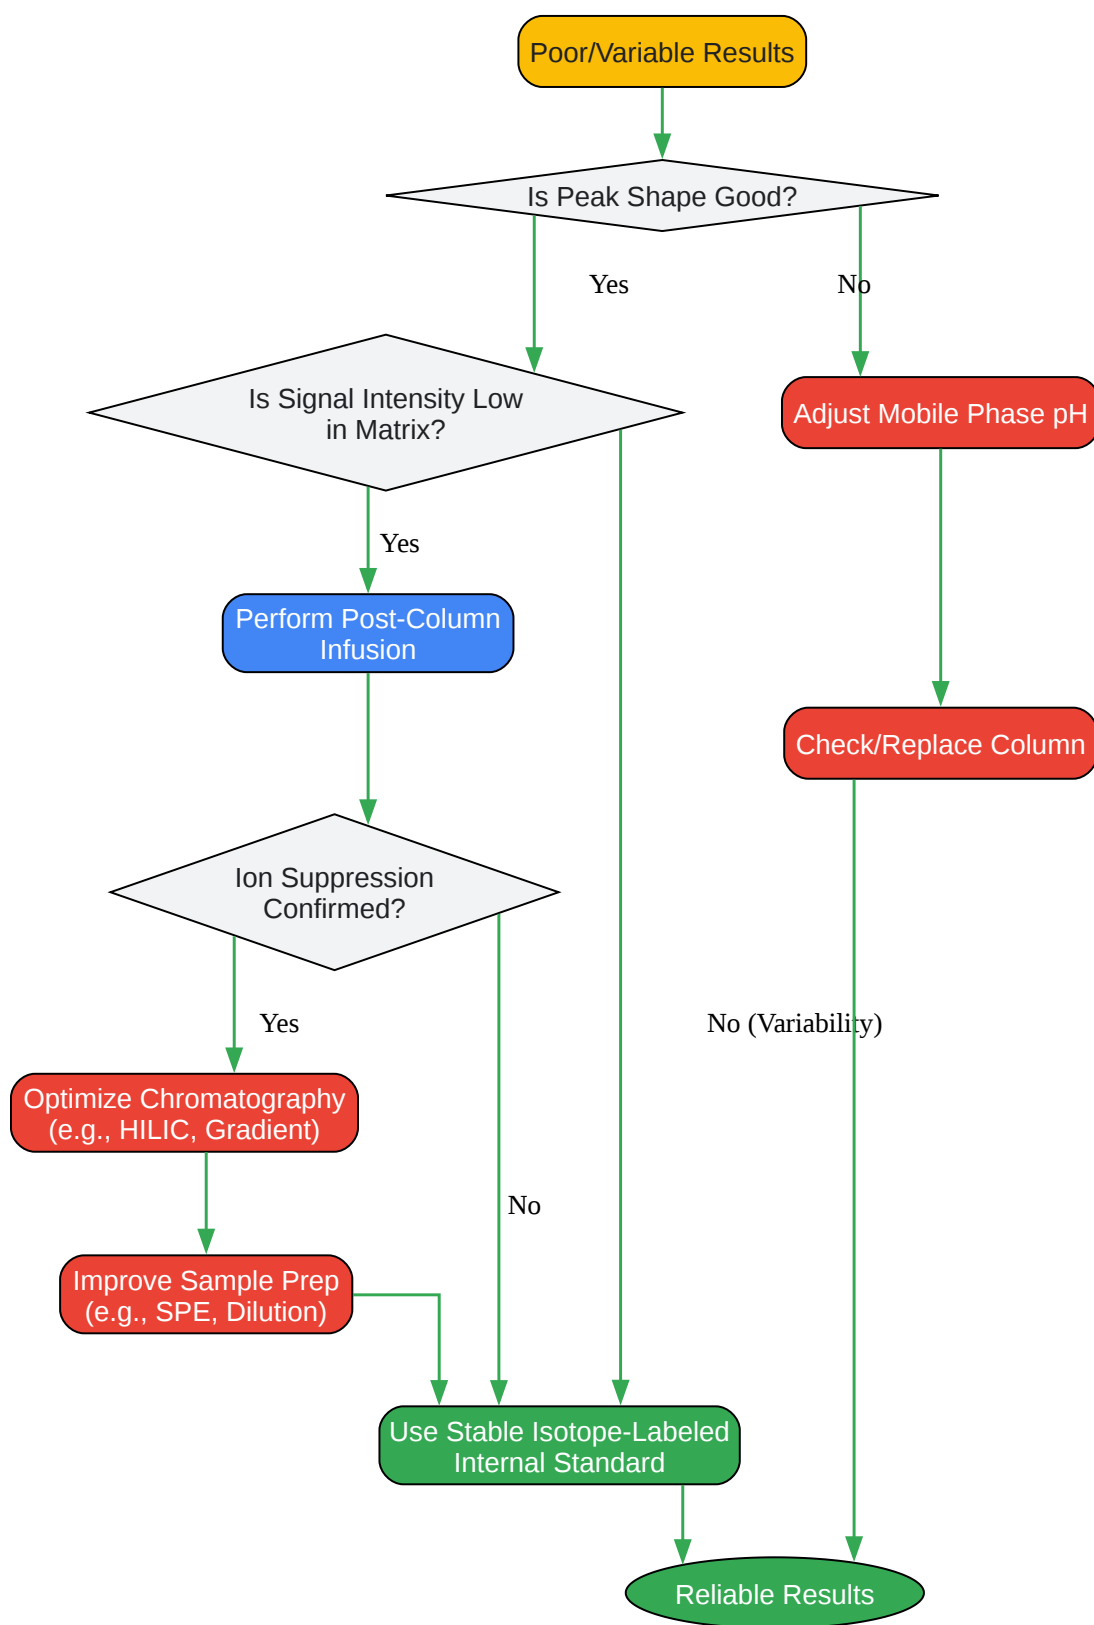 Poor/Variable Results
Is Peak Shape Good?
Yes
No
Is Signal Intensity Low
in Matrix?
Adjust Mobile Phase pH
Yes
Perform Post-Column
Infusion
Check/Replace Column
Ion Suppression
Confirmed?
Yes
No (Variability)
Optimize Chromatography
(e.g., HILIC, Gradient)
No
Improve Sample Prep
(e.g., SPE, Dilution)
Use Stable Isotope-Labeled
Internal Standard
Reliable Results